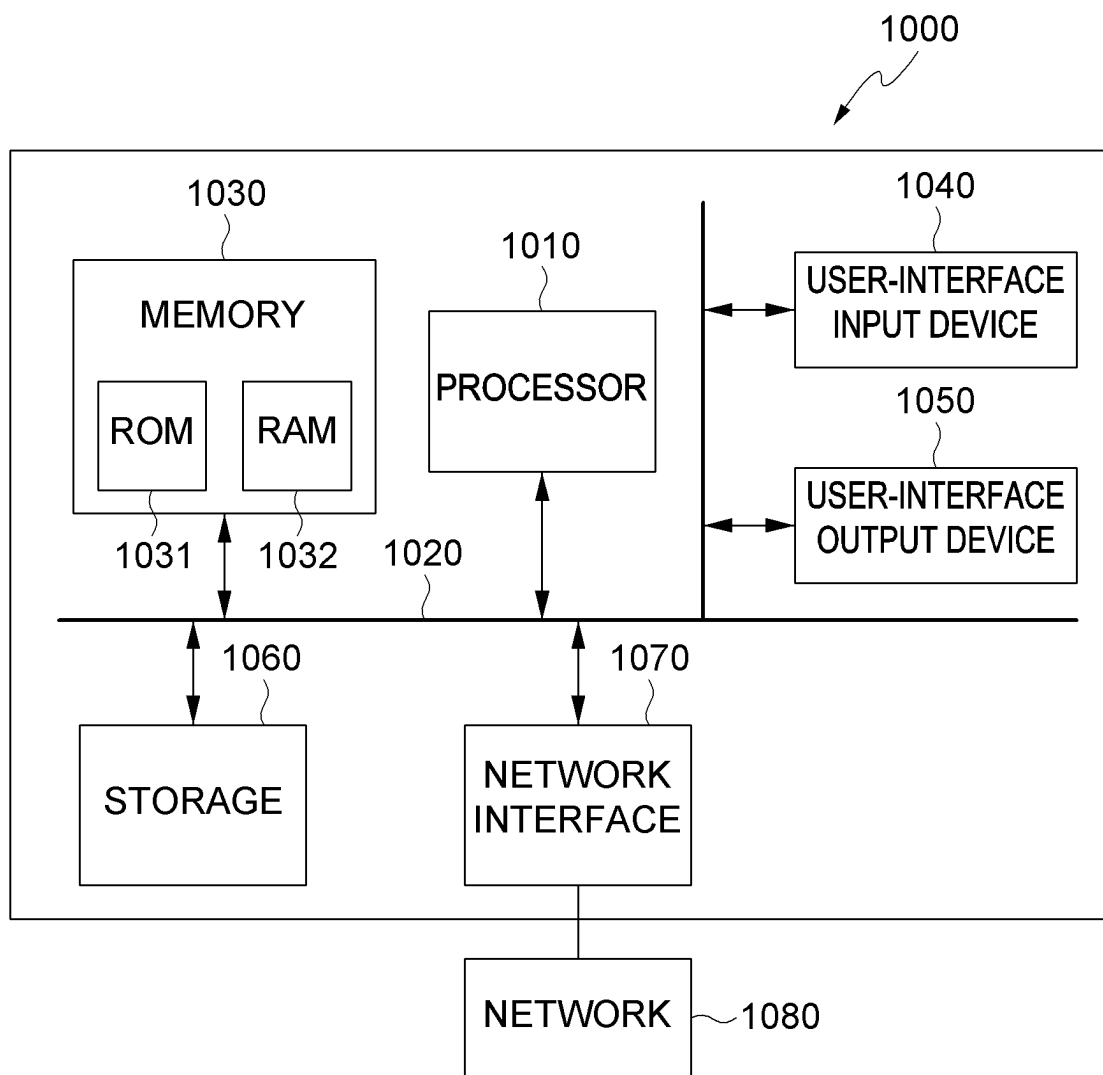 1000
1030
1040
1010
USER-INTERFACE
INPUT DEVICE
MEMORY
PROCESSOR
1050
ROM
RAM
USER-INTERFACE
OUTPUT DEVICE
1031
1032
1020
1060
1070
STORAGE
NETWORK
INTERFACE
NETWORK
1080